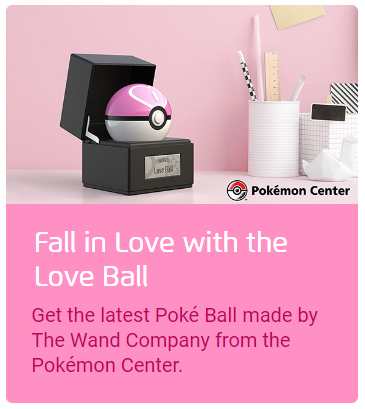 Love Ball
Pokémon Center
Fall in Love with the
Love Ball
Get the latest Poké Ball made by
The Wand Company from the
Pokémon Center.